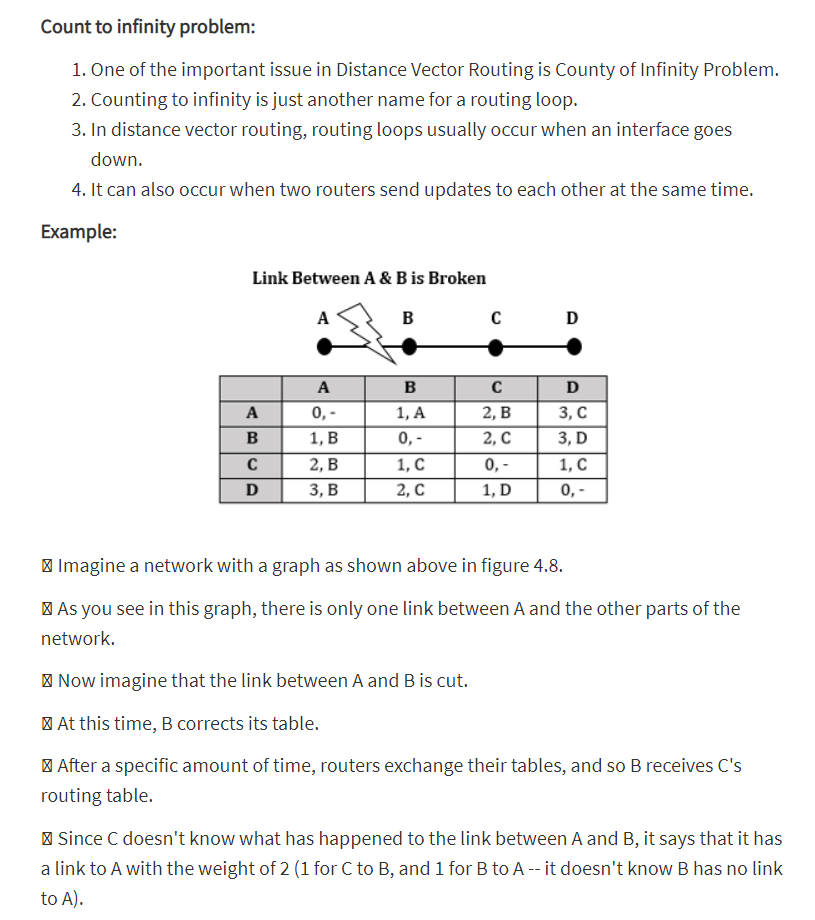 Count to infinity problem:
1. One of the important issue in Distance Vector Routing is County of Infinity Problem.
2. Counting to infinity is just another name for a routing loop.
3. In distance vector routing, routing loops usually occur when an interface goes
down.
4. It can also occur when two routers send updates to each other at the same time.
Example:
Link Between A & B is Broken
A B C D
A B C D
A 0, - 1, A 2, B 3, C
B 1, B 0, - 2, C 3, D
C 2, B 1, C 0, - 1, C
D 3, B 2, C 1, D 0, -
Imagine a network with a graph as shown above in figure 4.8.
As you see in this graph, there is only one link between A and the other parts of the
network.
Now imagine that the link between A and B is cut.
At this time, B corrects its table.
After a specific amount of time, routers exchange their tables, and so B receives C's
routing table.
Since C doesn't know what has happened to the link between A and B, it says that it has
a link to A with the weight of 2 (1 for C to B, and 1 for B to A -- it doesn't know B has no link
to A).